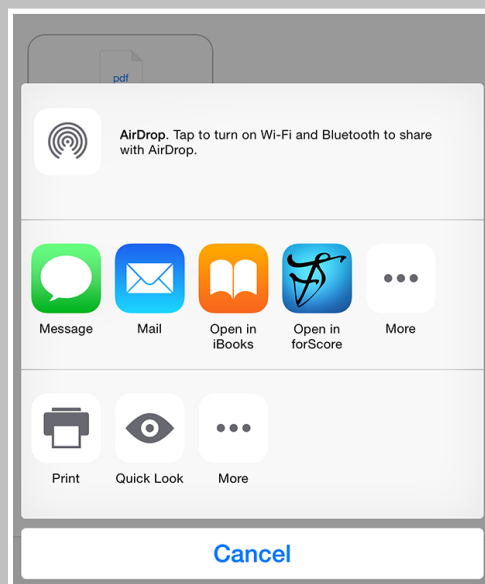 pdf
AirDrop. Tap to turn on Wi-Fi and Bluetooth to share
with AirDrop.
Message
Mail
Open in
iBooks
Open in
forScore
More
Print
Quick Look
More
Cancel